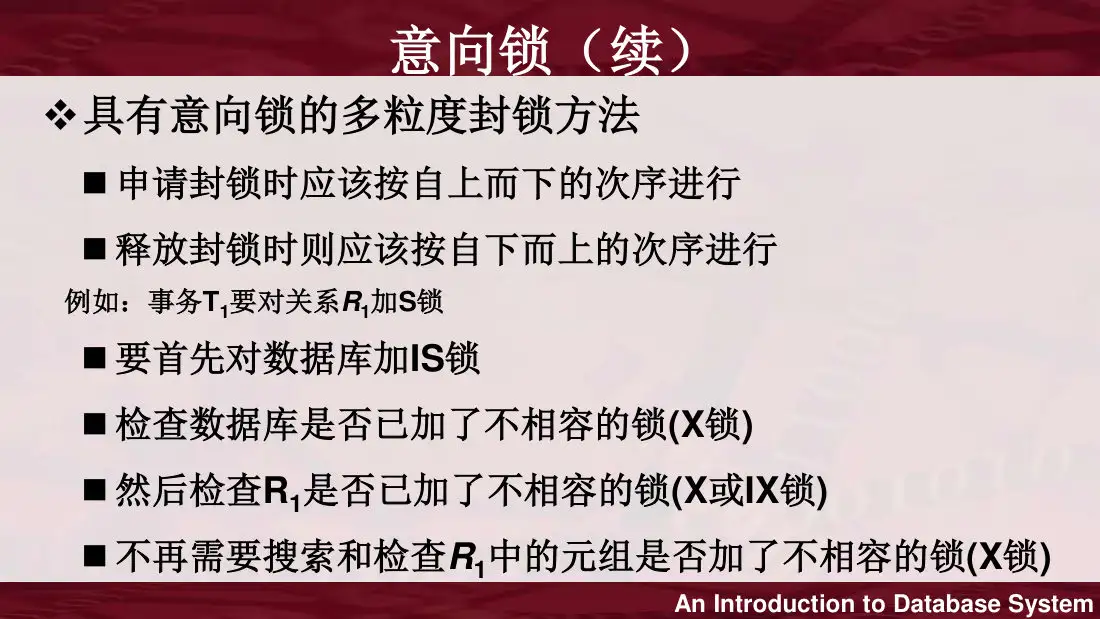 意向锁（续）
❖具有意向锁的多粒度封锁方法
■ 申请封锁时应该按自上而下的次序进行
■ 释放封锁时则应该按自下而上的次序进行
例如：事务T1要对关系R1加S锁
■ 要首先对数据库加IS锁
■ 检查数据库是否已加了不相容的锁(X锁)
■ 然后检查R1是否已加了不相容的锁(X或IX锁)
■ 不再需要搜索和检查R1中的元组是否加了不相容的锁(X锁)
An Introduction to Database System